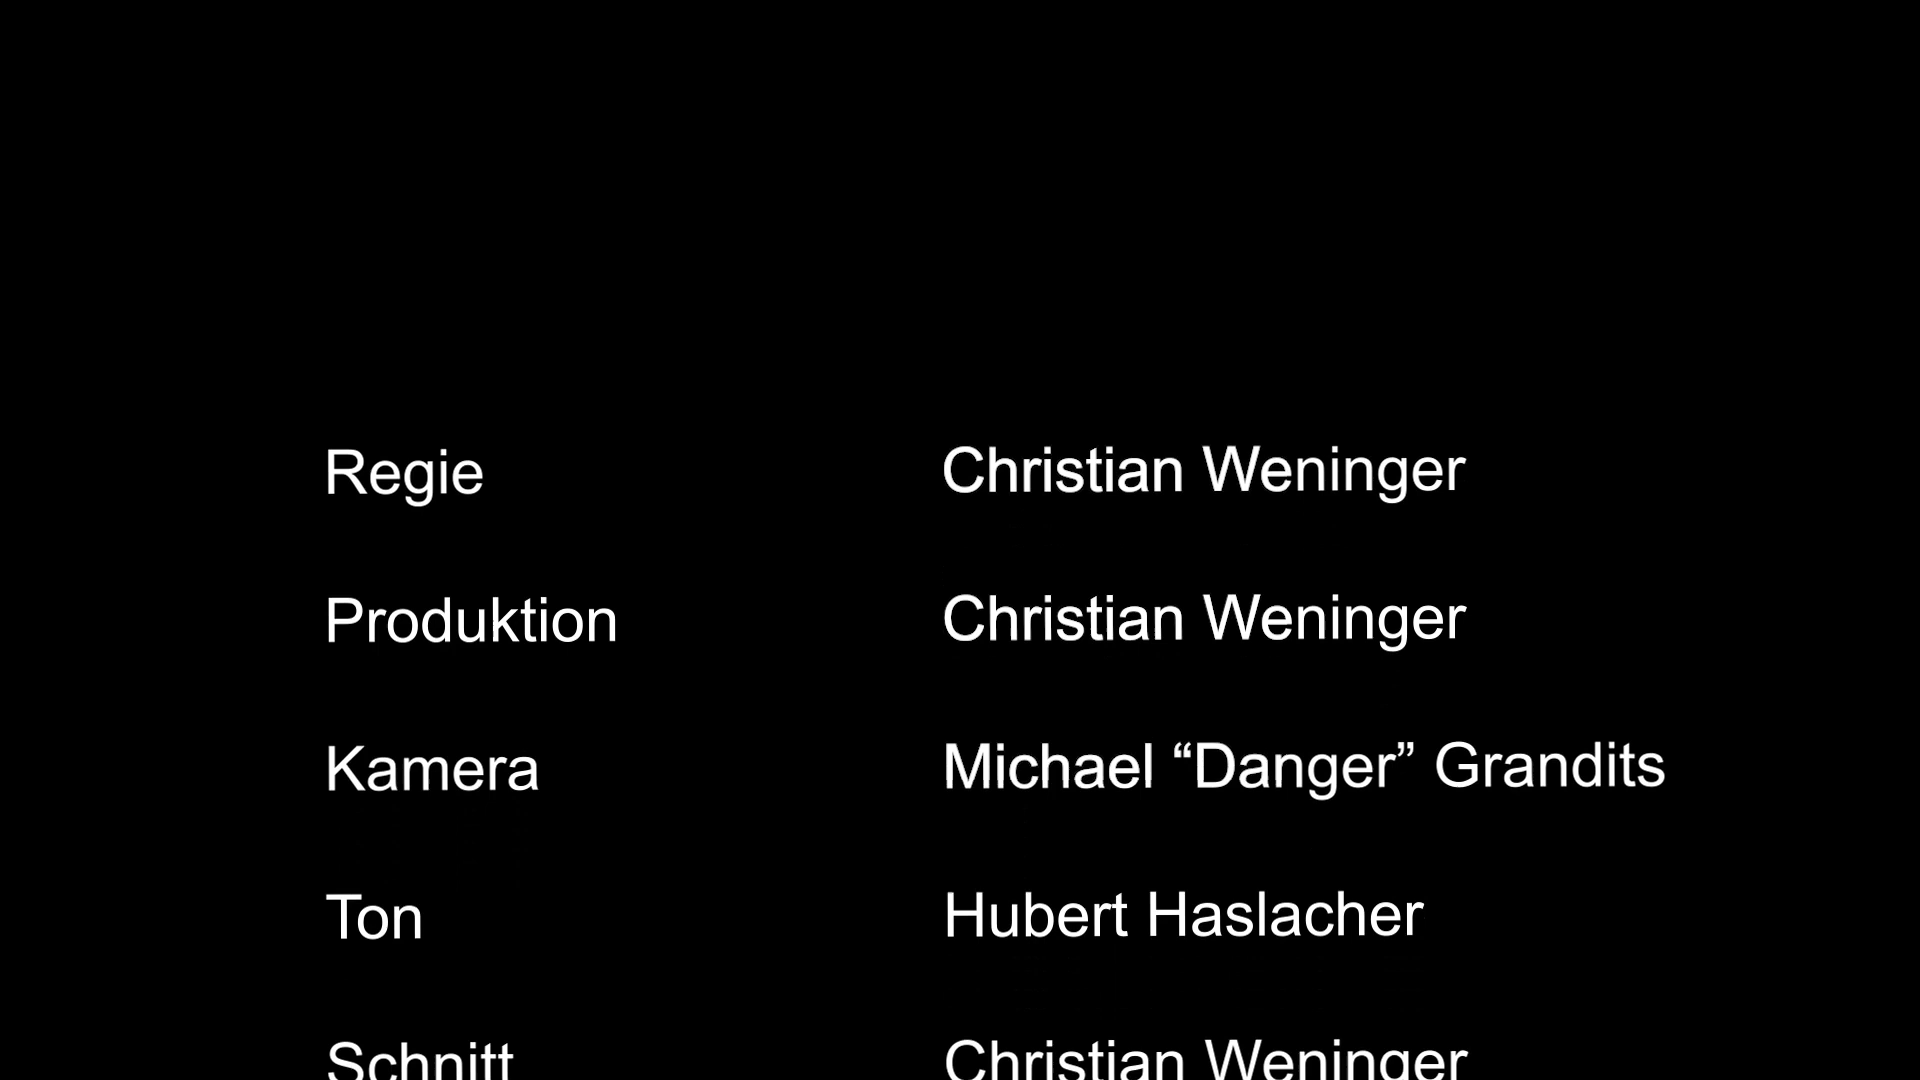 Regie Christian Weninger
Produktion Christian Weninger
Kamera Michael “Danger” Grandits
Ton Hubert Haslacher
Schnitt Christian Weninger